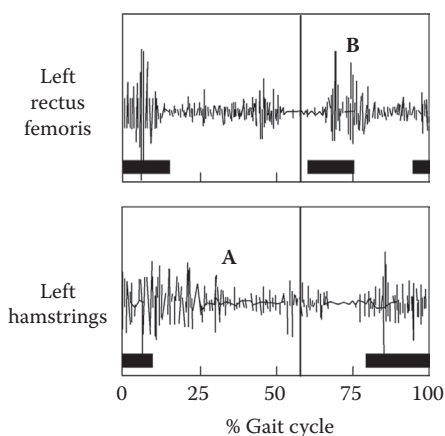 Left
rectus
femoris
B
Left
hamstrings
A
0 25 50 75 100
% Gait cycle